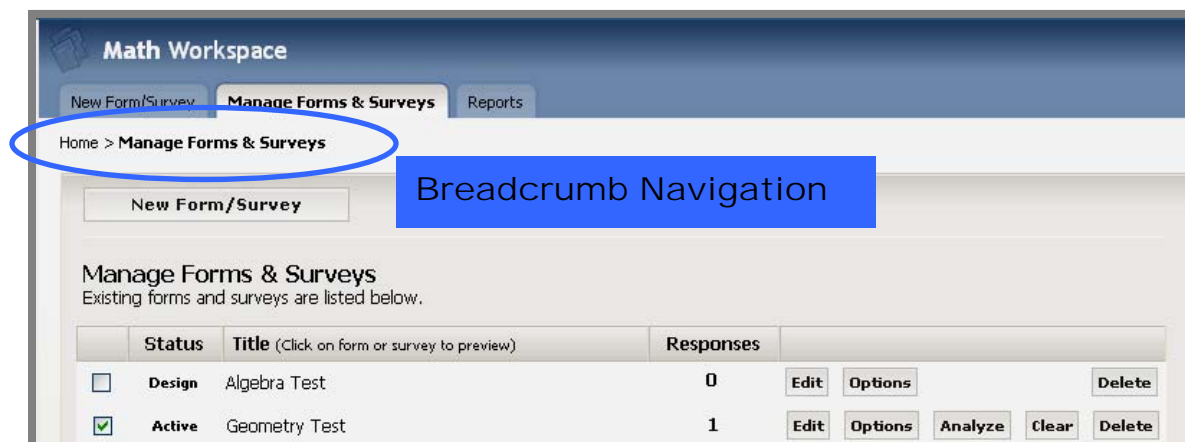 Math Workspace
New Form/Survey Manage Forms & Surveys Reports
Home > Manage Forms & Surveys
Breadcrumb Navigation
New Form/Survey
Manage Forms & Surveys
Existing forms and surveys are listed below.
Status Title (Click on form or survey to preview) Responses
Design Algebra Test 0 Edit Options Delete
Active Geometry Test 1 Edit Options Analyze Clear Delete